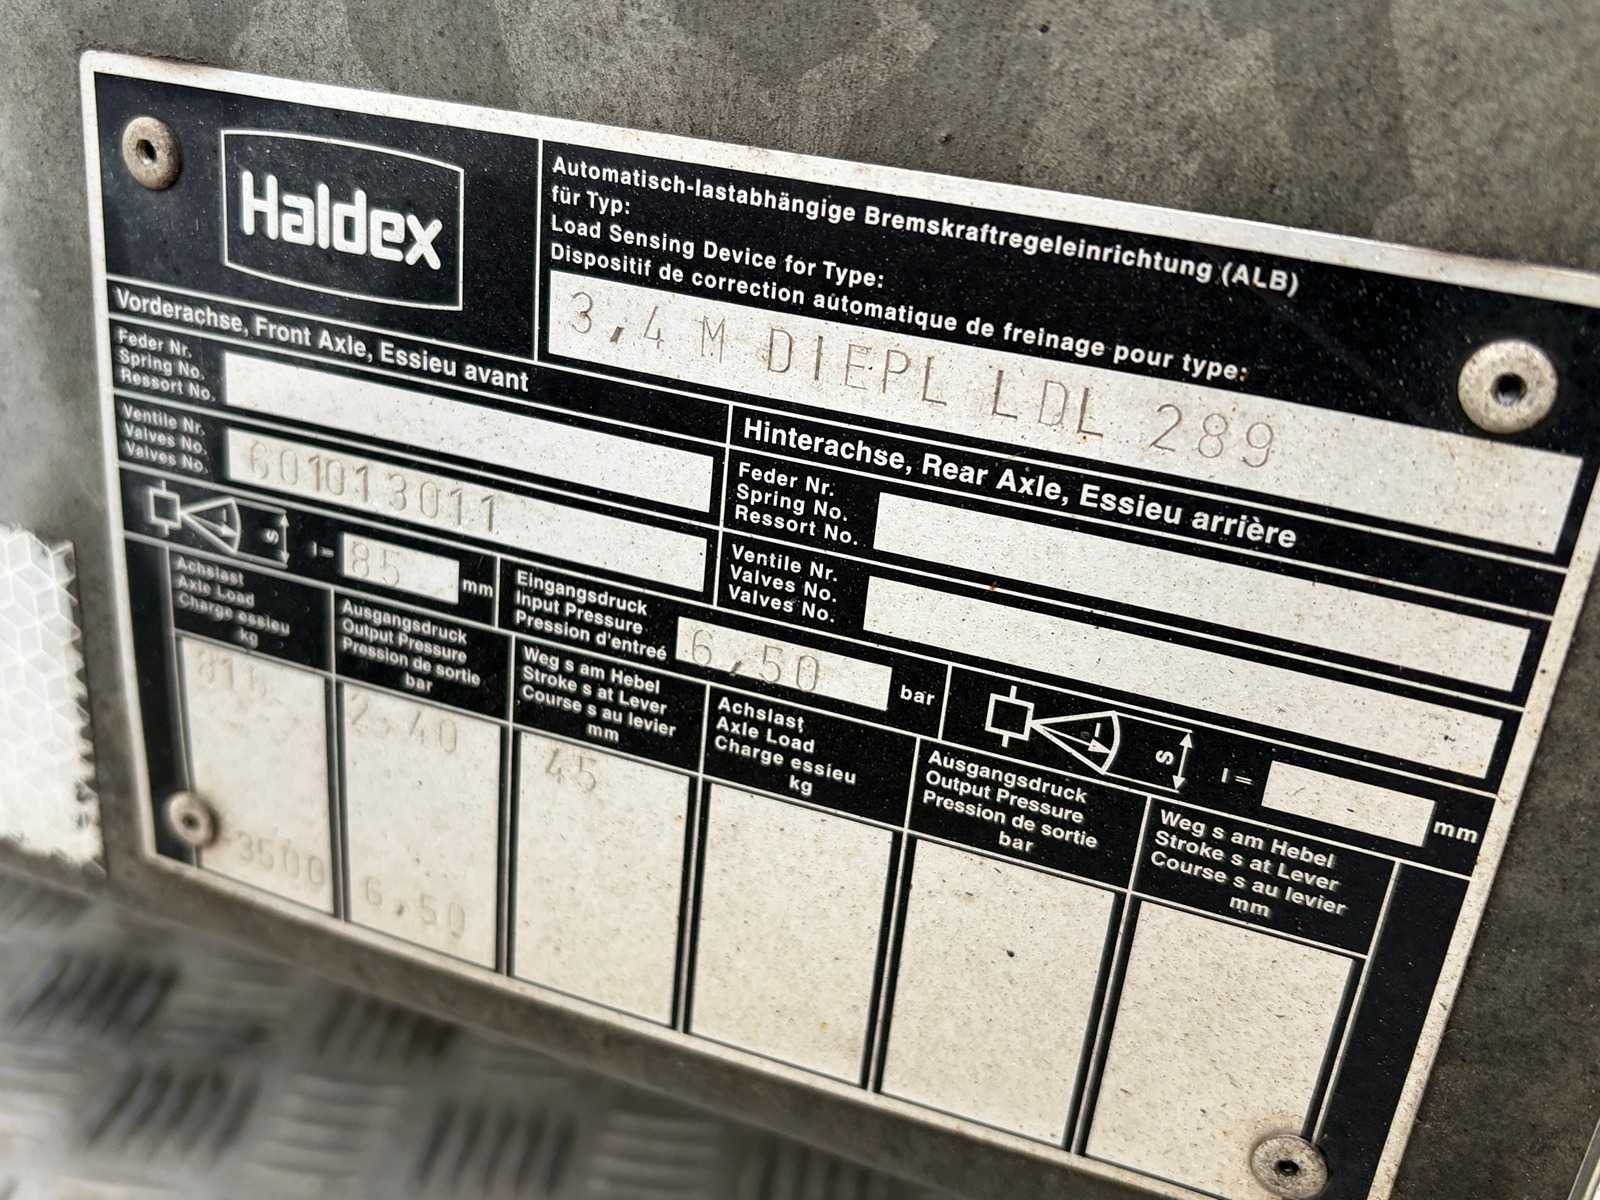 Haldex
Automatisch-lastabhängige Bremskraftregeleinrichtung (ALB)
für Typ:
Load Sensing Device for Type:
Dispositif de correction automatique de freinage pour type:
3,4 M DIEPL LDL 289
Vorderachse, Front Axle, Essieu avant
Feder Nr.
Spring No.
Ressort No.
Ventile Nr.
Valves No.
Valves No.
601013011
I
S
I = 85 mm
Eingangsdruck
Input Pressure
Pression d'entreé
6,50 bar
Achslast
Axle Load
Charge essieu
kg
Ausgangsdruck
Output Pressure
Pression de sortie
bar
Weg s am Hebel
Stroke s at Lever
Course s au levier
mm
2,40
45
3500
6,50
Hinterachse, Rear Axle, Essieu arrière
Feder Nr.
Spring No.
Ressort No.
Ventile Nr.
Valves No.
Valves No.
I
S
I = mm
Achslast
Axle Load
Charge essieu
kg
Ausgangsdruck
Output Pressure
Pression de sortie
bar
Weg s am Hebel
Stroke s at Lever
Course s au levier
mm